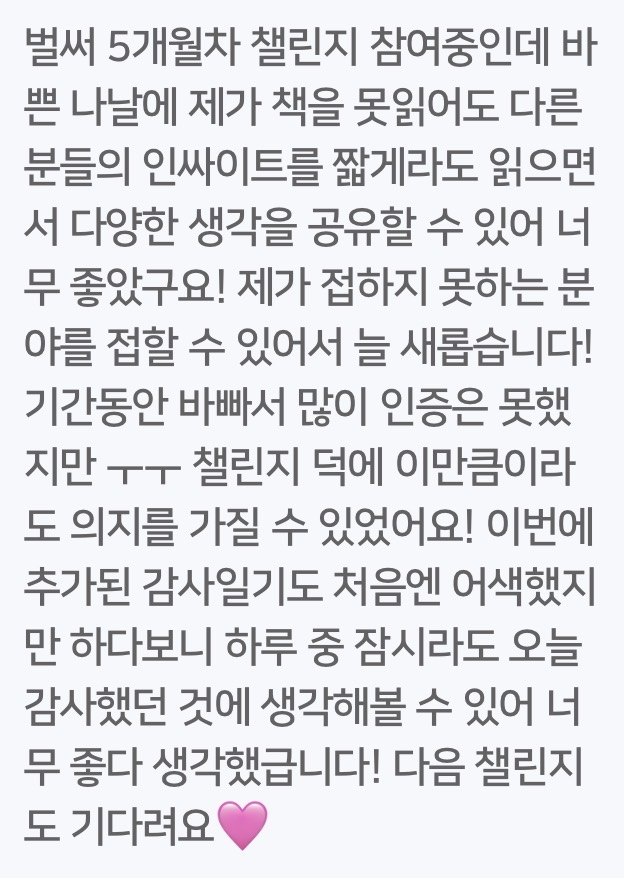 벌써 5개월차 챌린지 참여중인데 바
쁜 나날에 제가 책을 못읽어도 다른
분들의 인싸이트를 짧게라도 읽으면
서 다양한 생각을 공유할 수 있어 너
무 좋았구요! 제가 접하지 못하는 분
야를 접할 수 있어서 늘 새롭습니다!
기간동안 바빠서 많이 인증은 못했
지만 ㅜㅜ 챌린지 덕에 이만큼이라
도 의지를 가질 수 있었어요! 이번에
추가된 감사일기도 처음엔 어색했지
만 하다보니 하루 중 잠시라도 오늘
감사했던 것에 생각해볼 수 있어 너
무 좋다 생각했급니다! 다음 챌린지
도 기다려요🩷